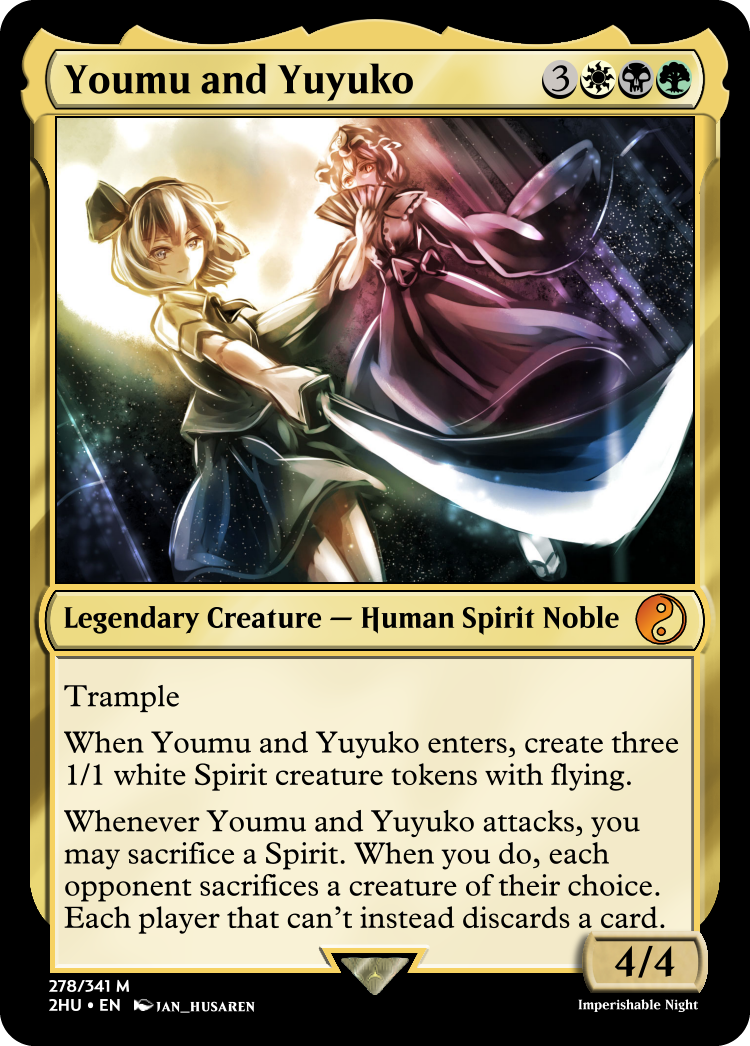 Youmu and Yuyuko 3
Legendary Creature — Human Spirit Noble
Trample
When Youmu and Yuyuko enters, create three
1/1 white Spirit creature tokens with flying.
Whenever Youmu and Yuyuko attacks, you
may sacrifice a Spirit. When you do, each
opponent sacrifices a creature of their choice.
Each player that can't instead discards a card.
4/4
278/341 M
2HU • EN JAN_HUSAREN
Imperishable Night